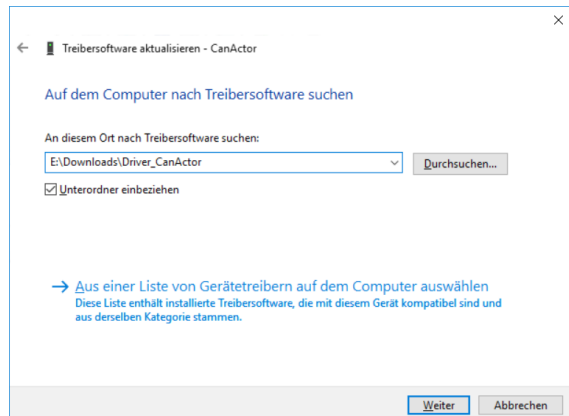 Treibersoftware aktualisieren - CanActor
Auf dem Computer nach Treibersoftware suchen
An diesem Ort nach Treibersoftware suchen:
E:\Downloads\Driver_CanActor
Durchsuchen...
Unterordner einbeziehen
Aus einer Liste von Gerätetreibern auf dem Computer auswählen
Diese Liste enthält installierte Treibersoftware, die mit diesem Gerät kompatibel sind und
aus derselben Kategorie stammen.
Weiter
Abbrechen